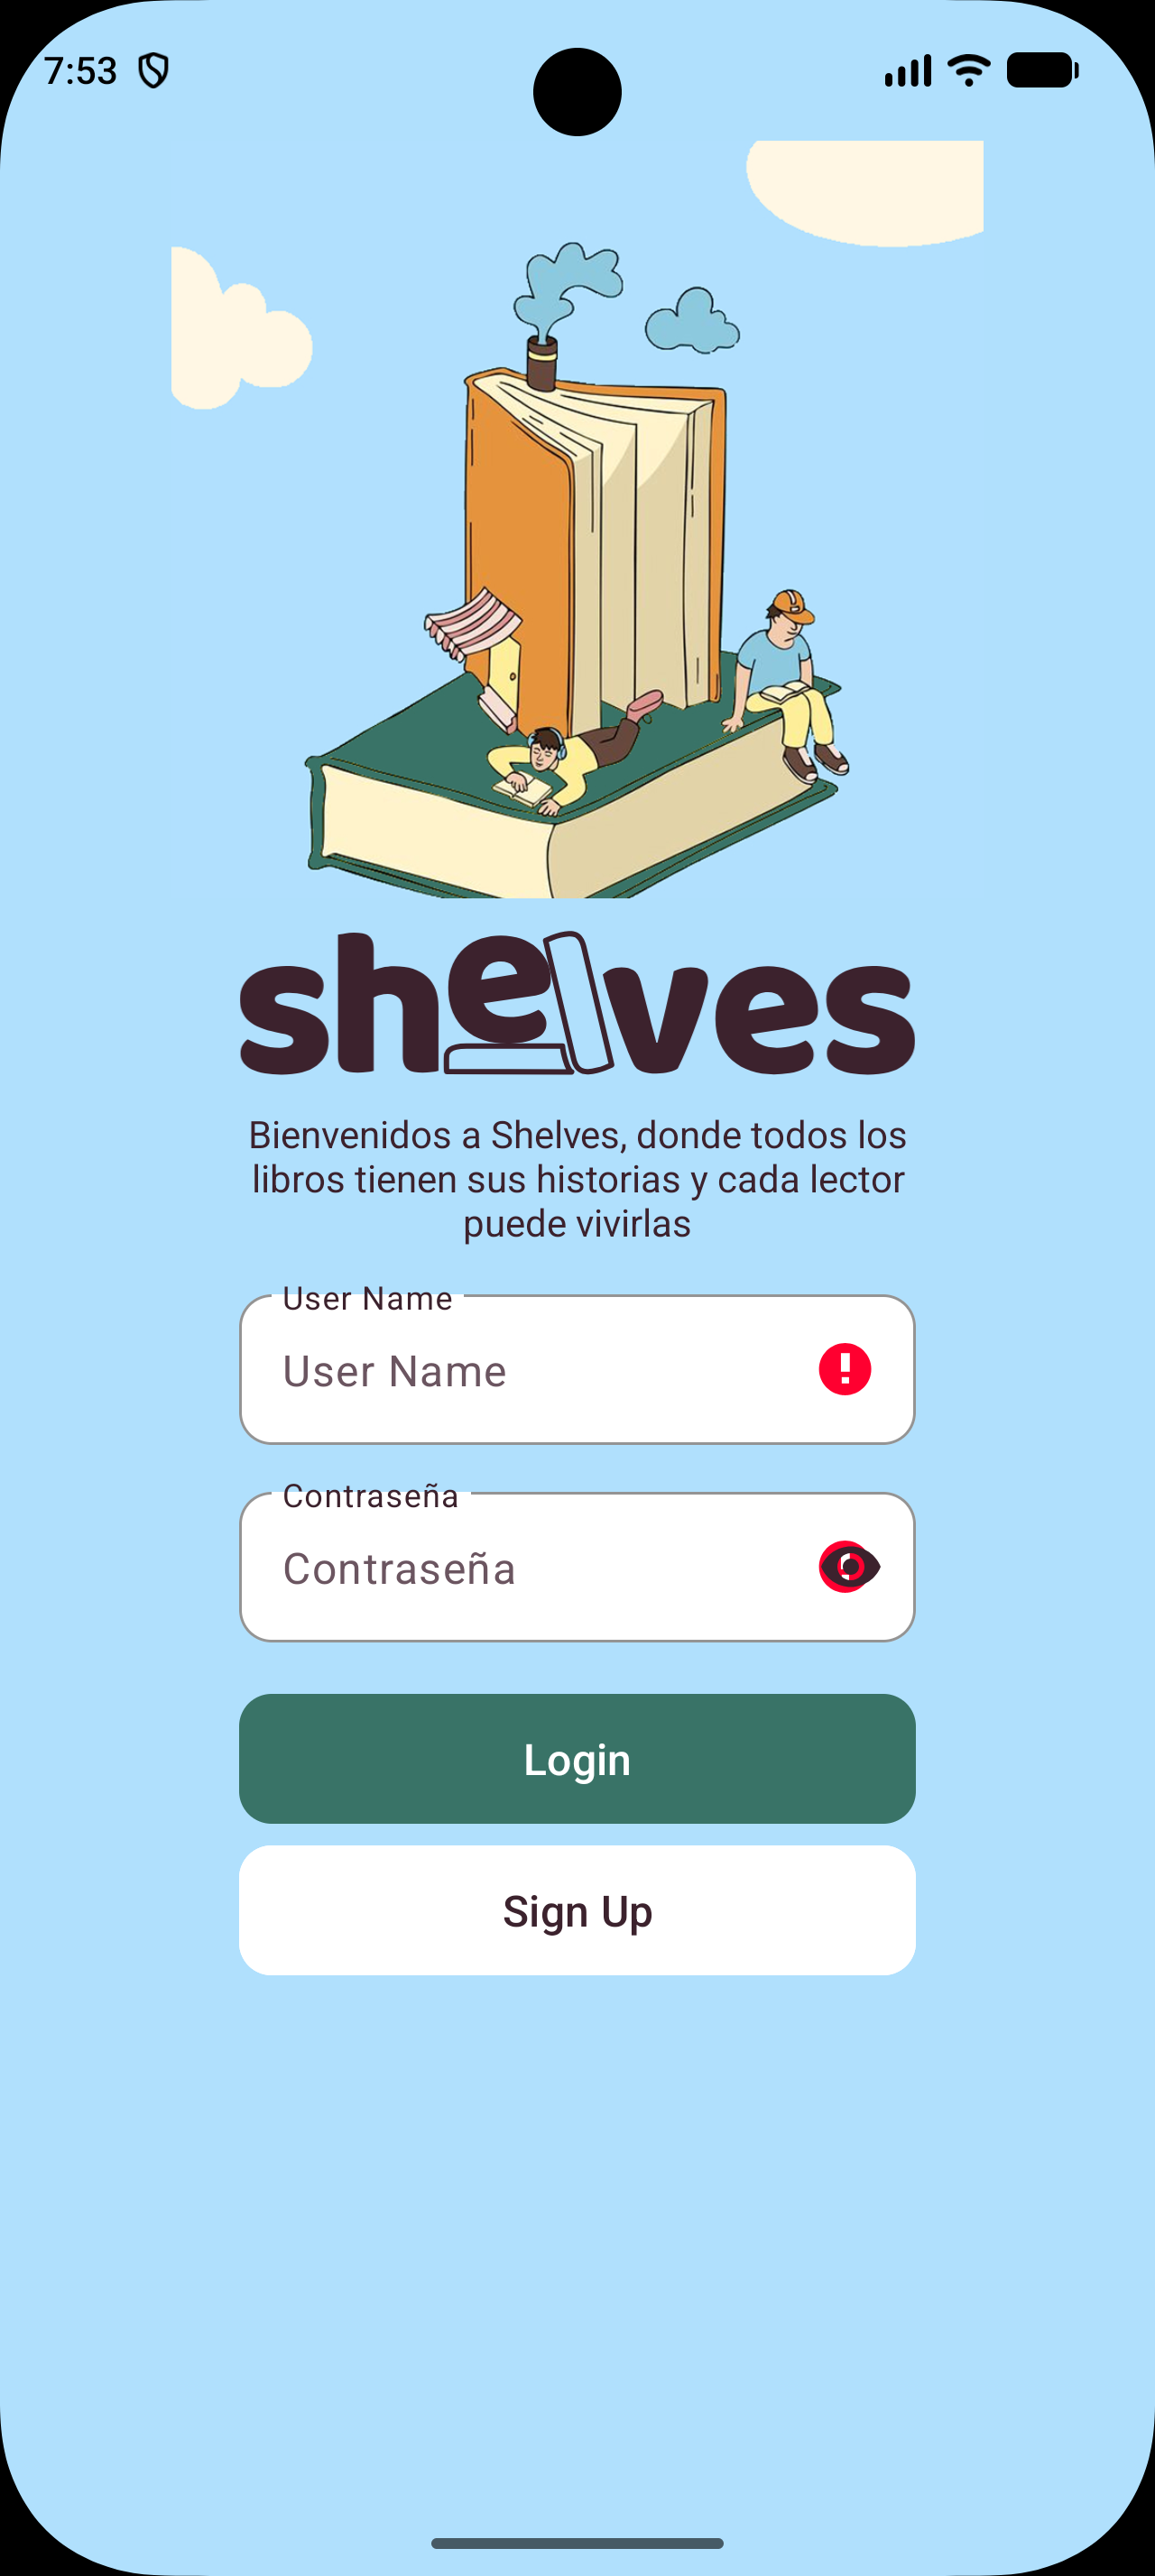 7:53
shelves
Bienvenidos a Shelves, donde todos los
libros tienen sus historias y cada lector
puede vivirlas
User Name
User Name
Contraseña
Contraseña
Login
Sign Up